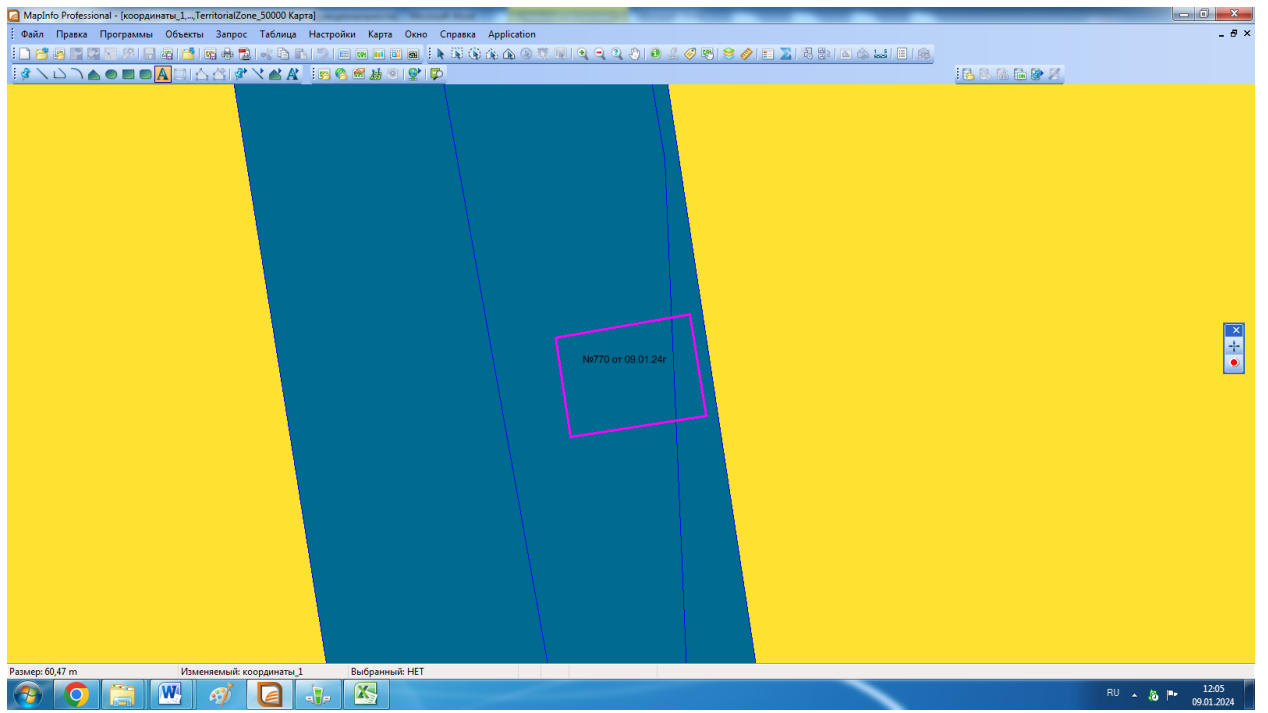 MapInfo Professional - [координаты_1,...,TerritorialZone_50000 Карта]
Файл Правка Программы Объекты Запрос Таблица Настройки Карта Окно Справка Application
№770 от 09.01.24г
Размер: 60,47 m Изменяемый: координаты_1 Выбранный: НЕТ
RU 12:05
09.01.2024